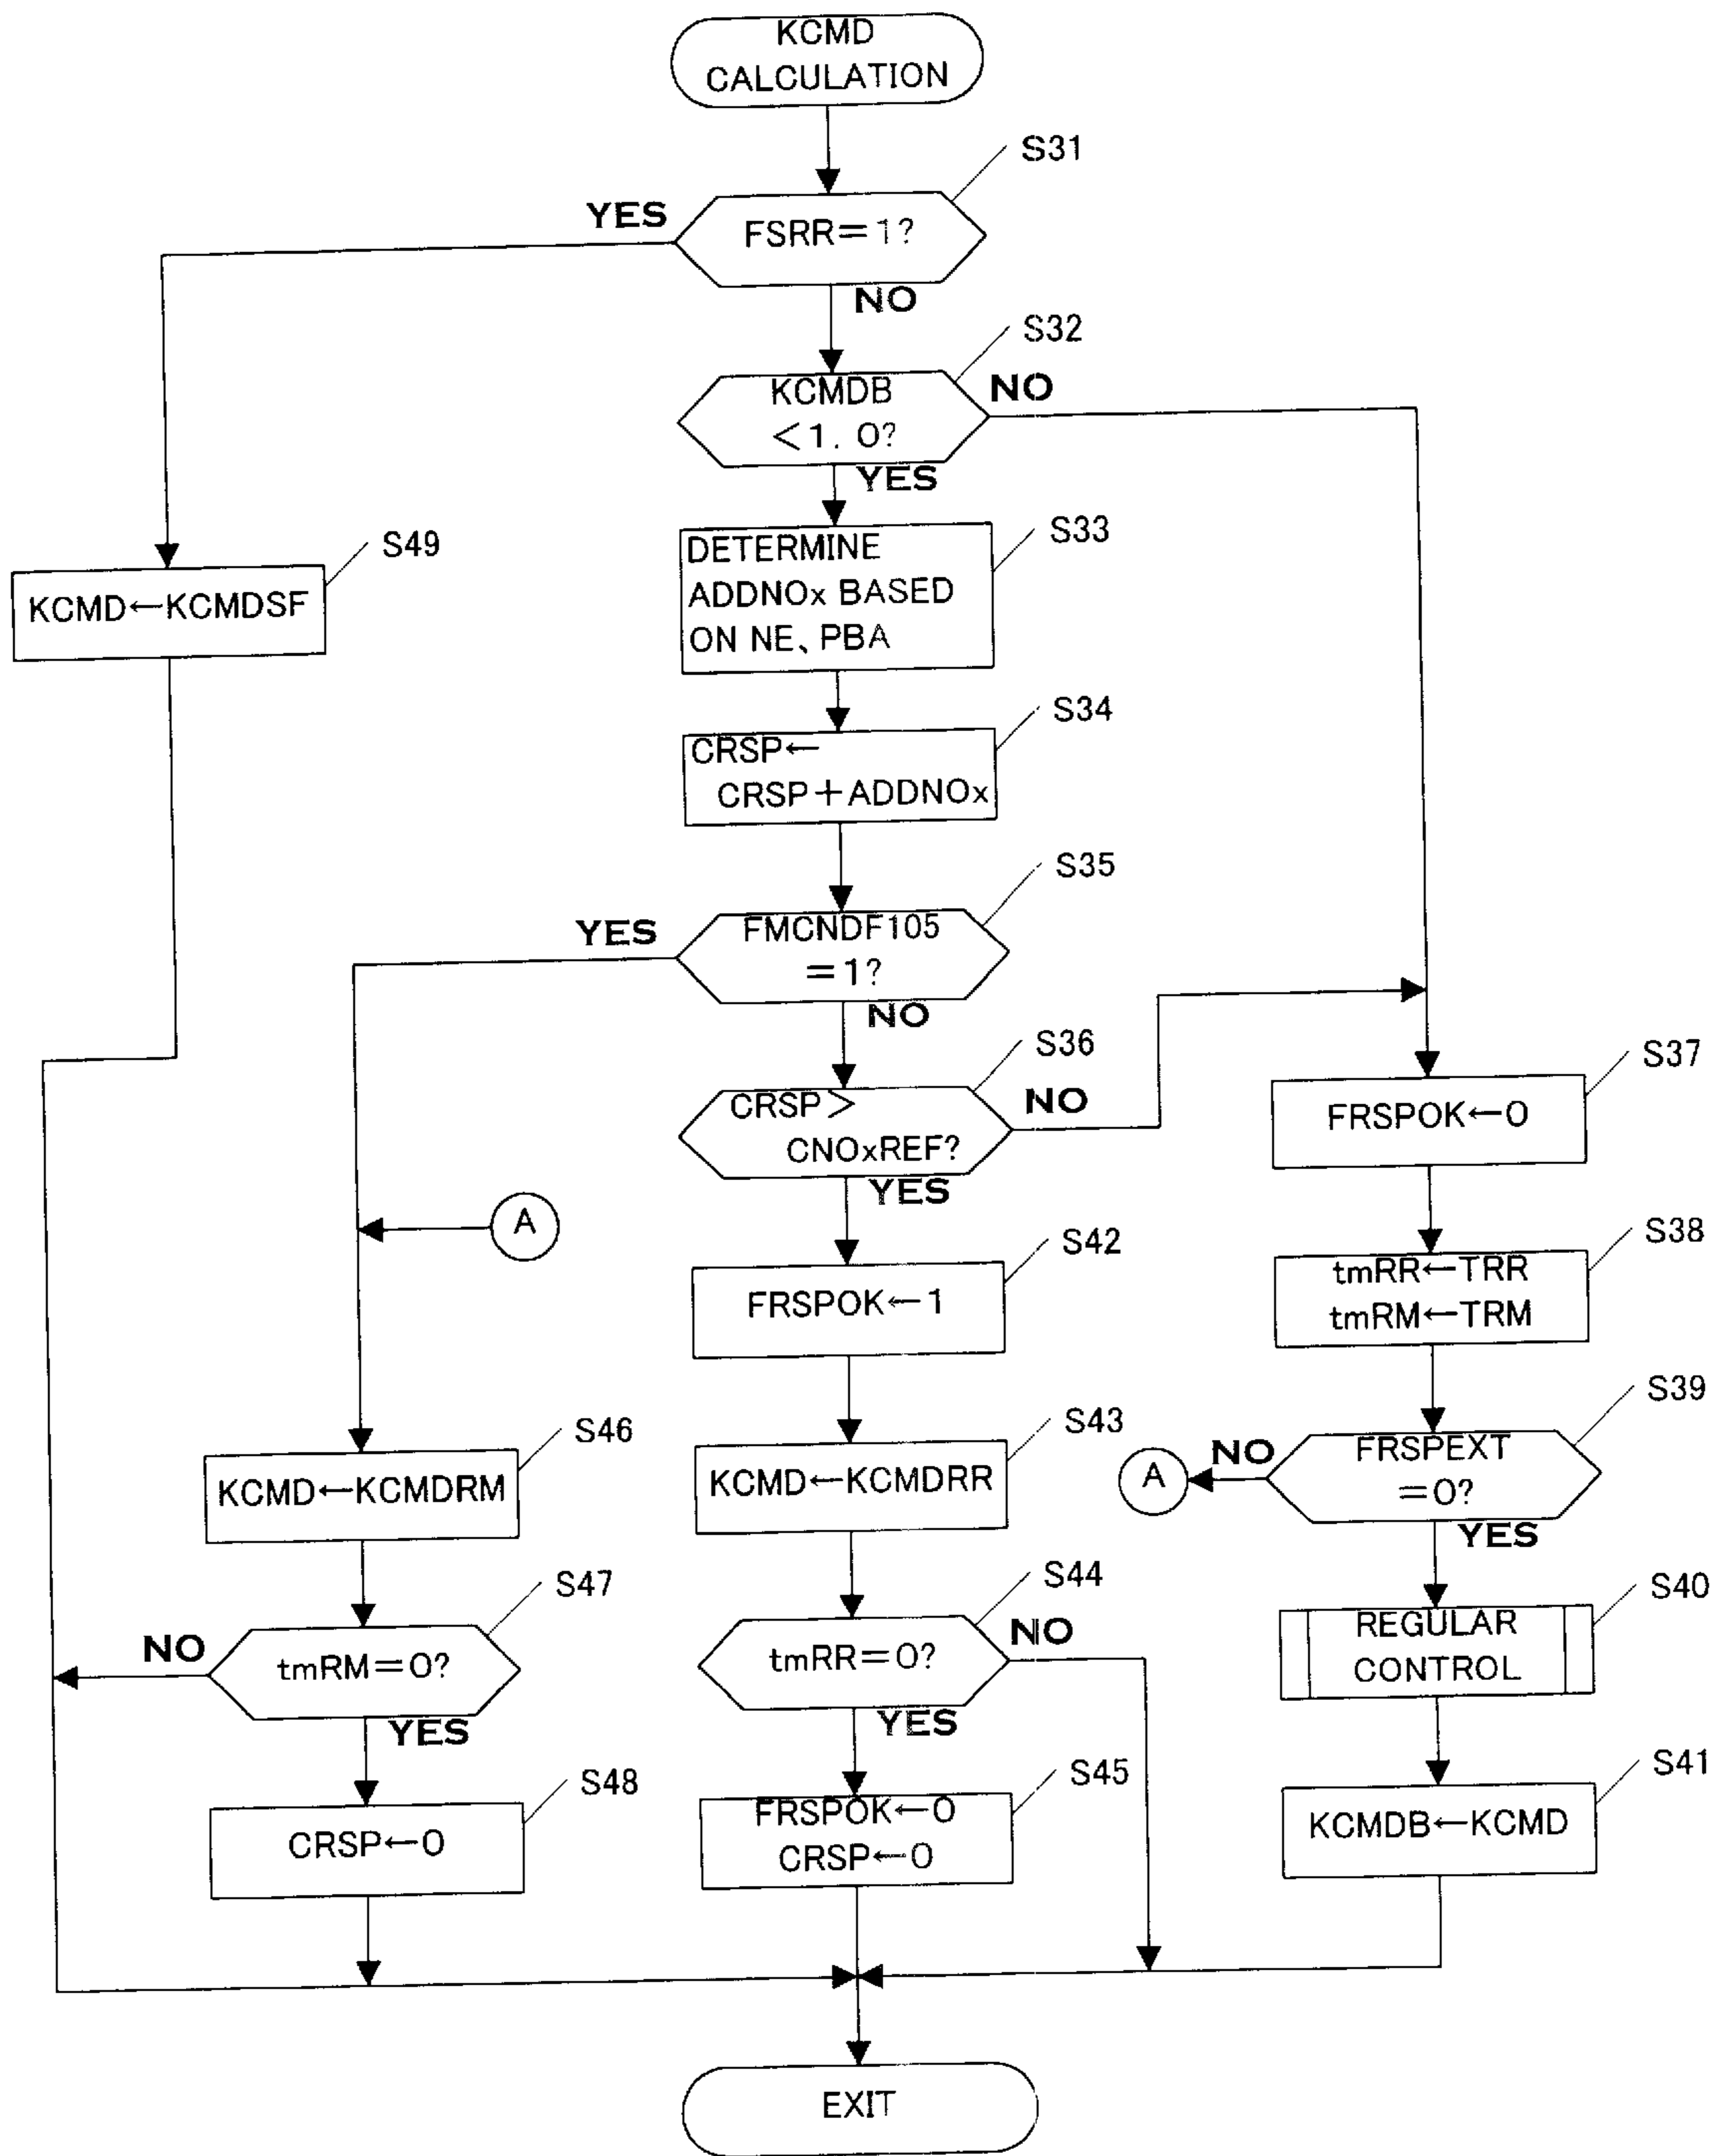 KCMD
CALCULATION
S31
YES
FSRR=1?
NO
S32
KCMDB
<1.0?
NO
YES
S33
DETERMINE
ADDNOx BASED
ON NE、PBA
S49
KCMD←KCMDSF
S34
CRSP←
CRSP+ADDNOx
S35
YES
FMCNDF105
=1?
NO
S36
CRSP>
CNOxREF?
NO
YES
S37
FRSPOK←0
A
S42
FRSPOK←1
S38
tmRR←TRR
tmRM←TRM
S39
FRSPEXT
=0?
NO
A
YES
S46
KCMD←KCMDRM
S43
KCMD←KCMDRR
S47
tmRM=0?
NO
YES
S44
tmRR=0?
NO
YES
S40
REGULAR
CONTROL
S48
CRSP←0
S45
FRSPOK←0
CRSP←0
S41
KCMDB←KCMD
EXIT